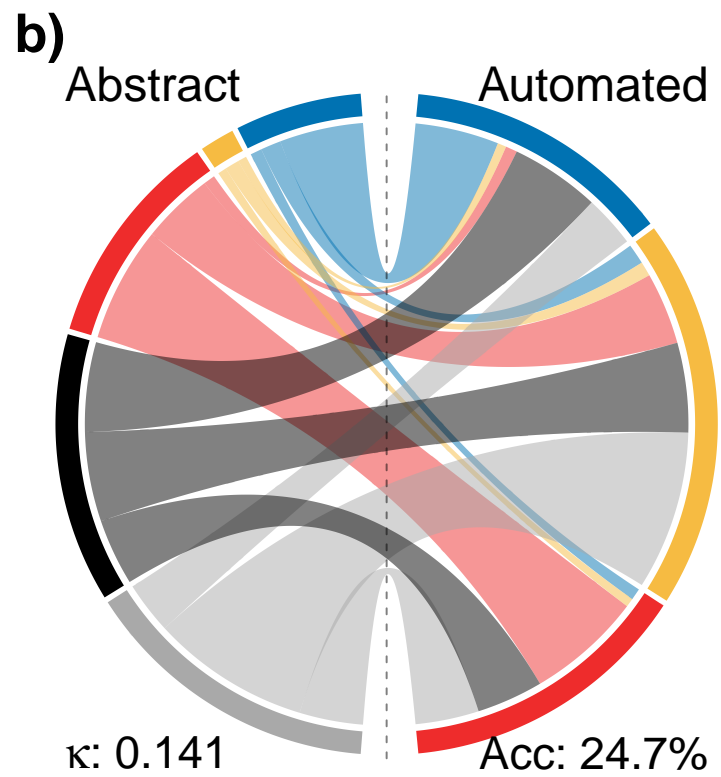 b)
Abstract
Automated
κ: 0.141
Acc: 24.7%